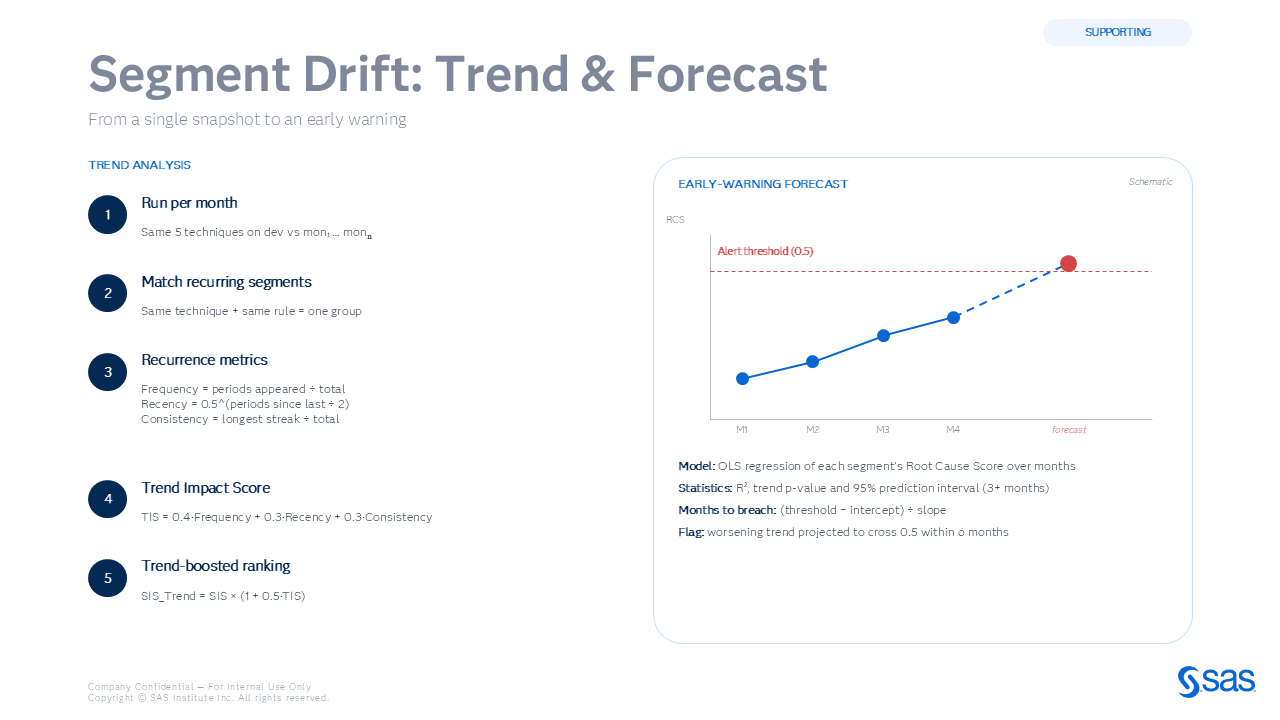 SUPPORTING
Segment Drift: Trend & Forecast
From a single snapshot to an early warning
TREND ANALYSIS
1
Run per month
Same 5 techniques on dev vs mon₁ … monₙ
2
Match recurring segments
Same technique + same rule = one group
3
Recurrence metrics
Frequency = periods appeared ÷ total
Recency = 0.5^(periods since last ÷ 2)
Consistency = longest streak ÷ total
4
Trend Impact Score
TIS = 0.4·Frequency + 0.3·Recency + 0.3·Consistency
5
Trend-boosted ranking
SIS_Trend = SIS × (1 + 0.5·TIS)
EARLY-WARNING FORECAST
Schematic
RCS
Alert threshold (0.5)
M1 M2 M3 M4 forecast
Model: OLS regression of each segment's Root Cause Score over months
Statistics: R², trend p-value and 95% prediction interval (3+ months)
Months to breach: (threshold − intercept) ÷ slope
Flag: worsening trend projected to cross 0.5 within 6 months
Company Confidential – For Internal Use Only
Copyright © SAS Institute Inc. All rights reserved.
sas